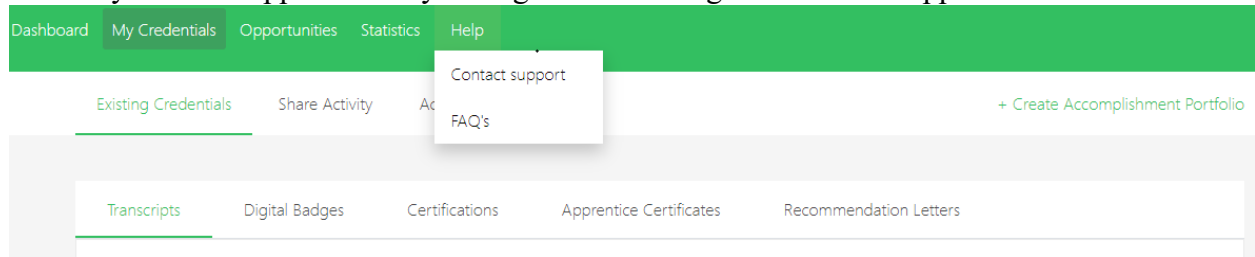 Dashboard My Credentials Opportunities Statistics Help
Contact support
Existing Credentials Share Activity Ac + Create Accomplishment Portfolio
FAQ's
Transcripts Digital Badges Certifications Apprentice Certificates Recommendation Letters